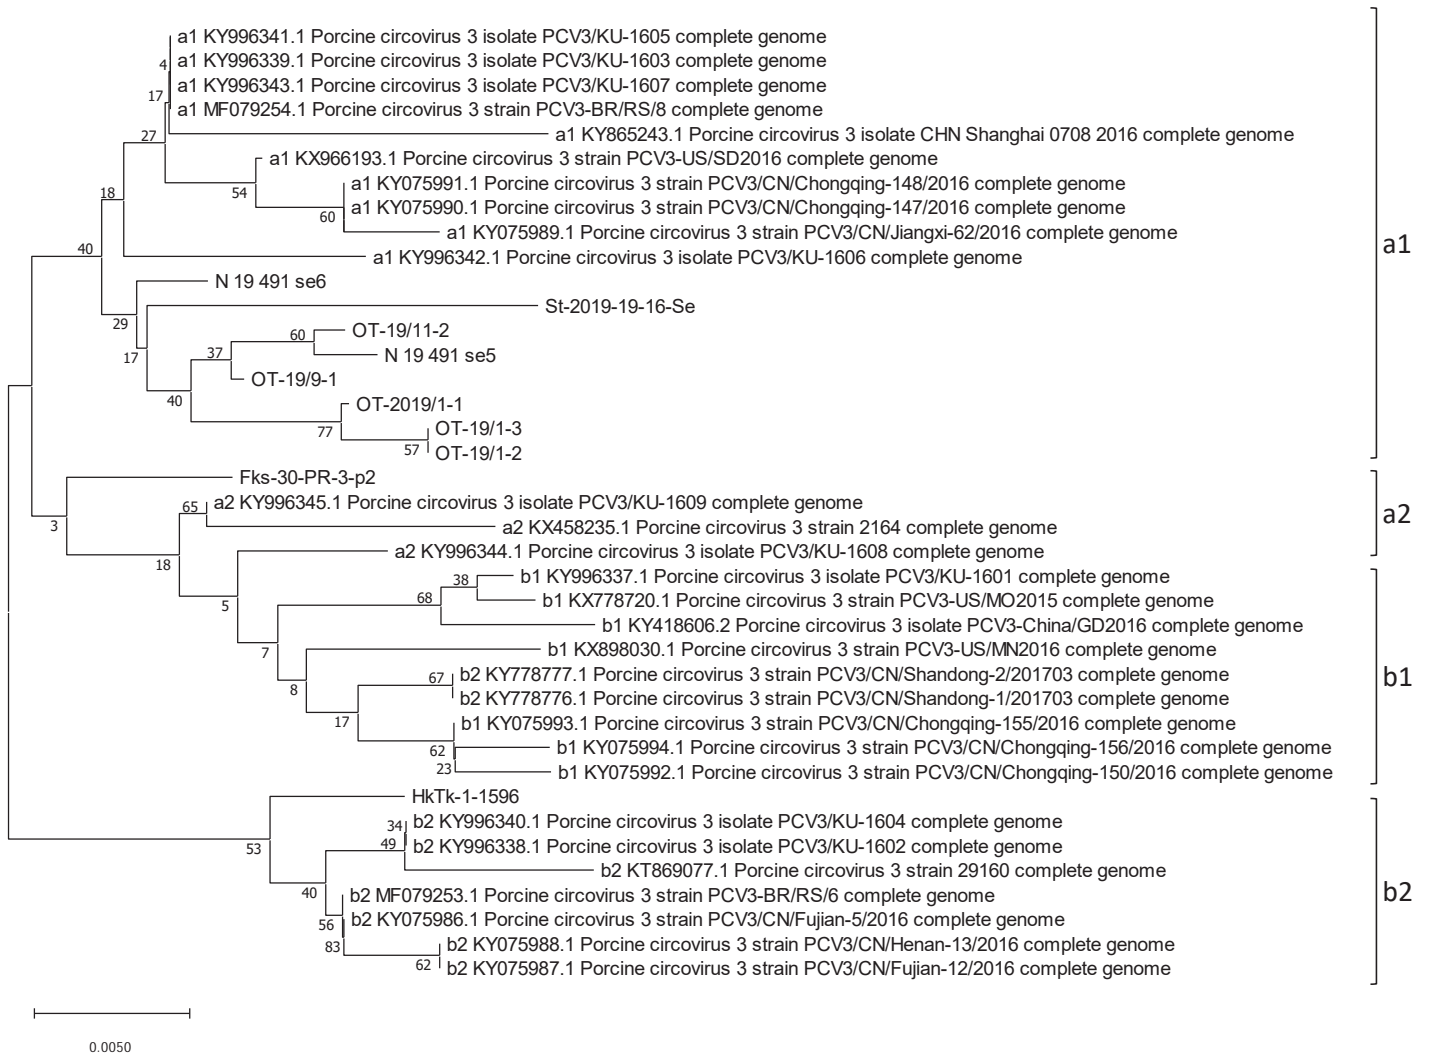 a1 KY996341.1 Porcine circovirus 3 isolate PCV3/KU-1605 complete genome
a1 KY996339.1 Porcine circovirus 3 isolate PCV3/KU-1603 complete genome
4
a1 KY996343.1 Porcine circovirus 3 isolate PCV3/KU-1607 complete genome
17
a1 MF079254.1 Porcine circovirus 3 strain PCV3-BR/RS/8 complete genome
27
a1 KY865243.1 Porcine circovirus 3 isolate CHN Shanghai 0708 2016 complete genome
a1 KX966193.1 Porcine circovirus 3 strain PCV3-US/SD2016 complete genome
54
a1 KY075991.1 Porcine circovirus 3 strain PCV3/CN/Chongqing-148/2016 complete genome
18
a1 KY075990.1 Porcine circovirus 3 strain PCV3/CN/Chongqing-147/2016 complete genome
60
a1 KY075989.1 Porcine circovirus 3 strain PCV3/CN/Jiangxi-62/2016 complete genome
a1
40
a1 KY996342.1 Porcine circovirus 3 isolate PCV3/KU-1606 complete genome
N 19 491 se6
29
St-2019-19-16-Se
60
OT-19/11-2
17
37
N 19 491 se5
OT-19/9-1
40
OT-2019/1-1
77
OT-19/1-3
57
OT-19/1-2
Fks-30-PR-3-p2
65
a2 KY996345.1 Porcine circovirus 3 isolate PCV3/KU-1609 complete genome
a2
3
a2 KX458235.1 Porcine circovirus 3 strain 2164 complete genome
18
a2 KY996344.1 Porcine circovirus 3 isolate PCV3/KU-1608 complete genome
38
b1 KY996337.1 Porcine circovirus 3 isolate PCV3/KU-1601 complete genome
5
68
b1 KX778720.1 Porcine circovirus 3 strain PCV3-US/MO2015 complete genome
b1 KY418606.2 Porcine circovirus 3 isolate PCV3-China/GD2016 complete genome
7
b1 KX898030.1 Porcine circovirus 3 strain PCV3-US/MN2016 complete genome
b1
8
67
b2 KY778777.1 Porcine circovirus 3 strain PCV3/CN/Shandong-2/201703 complete genome
b2 KY778776.1 Porcine circovirus 3 strain PCV3/CN/Shandong-1/201703 complete genome
17
b1 KY075993.1 Porcine circovirus 3 strain PCV3/CN/Chongqing-155/2016 complete genome
62
b1 KY075994.1 Porcine circovirus 3 strain PCV3/CN/Chongqing-156/2016 complete genome
23
b1 KY075992.1 Porcine circovirus 3 strain PCV3/CN/Chongqing-150/2016 complete genome
HkTk-1-1596
34
b2 KY996340.1 Porcine circovirus 3 isolate PCV3/KU-1604 complete genome
53
49
b2 KY996338.1 Porcine circovirus 3 isolate PCV3/KU-1602 complete genome
b2 KT869077.1 Porcine circovirus 3 strain 29160 complete genome
b2
40
b2 MF079253.1 Porcine circovirus 3 strain PCV3-BR/RS/6 complete genome
56
b2 KY075986.1 Porcine circovirus 3 strain PCV3/CN/Fujian-5/2016 complete genome
83
b2 KY075988.1 Porcine circovirus 3 strain PCV3/CN/Henan-13/2016 complete genome
62
b2 KY075987.1 Porcine circovirus 3 strain PCV3/CN/Fujian-12/2016 complete genome
0.0050